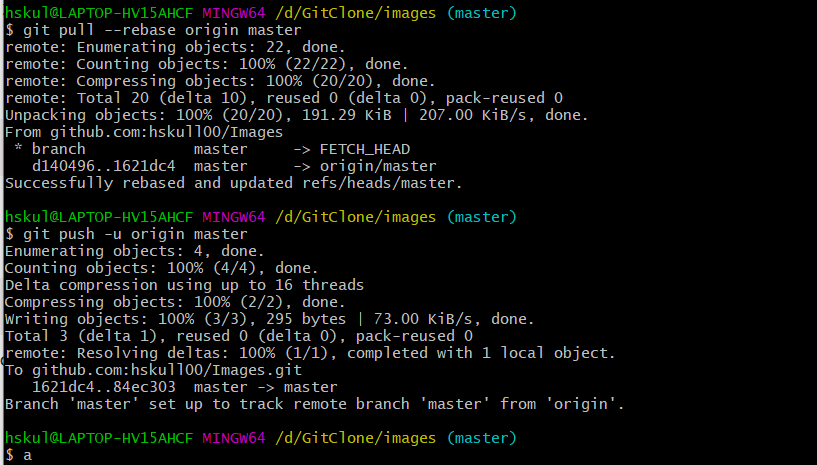 hskul@LAPTOP-HV15AHCF MINGW64 /d/GitClone/images (master)
$ git pull --rebase origin master
remote: Enumerating objects: 22, done.
remote: Counting objects: 100% (22/22), done.
remote: Compressing objects: 100% (20/20), done.
remote: Total 20 (delta 10), reused 0 (delta 0), pack-reused 0
Unpacking objects: 100% (20/20), 191.29 KiB | 207.00 KiB/s, done.
From github.com:hskull00/Images
 * branch            master     -> FETCH_HEAD
   d140496..1621dc4  master     -> origin/master
Successfully rebased and updated refs/heads/master.
hskul@LAPTOP-HV15AHCF MINGW64 /d/GitClone/images (master)
$ git push -u origin master
Enumerating objects: 4, done.
Counting objects: 100% (4/4), done.
Delta compression using up to 16 threads
Compressing objects: 100% (2/2), done.
Writing objects: 100% (3/3), 295 bytes | 73.00 KiB/s, done.
Total 3 (delta 1), reused 0 (delta 0), pack-reused 0
remote: Resolving deltas: 100% (1/1), completed with 1 local object.
To github.com:hskull00/Images.git
   1621dc4..84ec303  master -> master
Branch 'master' set up to track remote branch 'master' from 'origin'.
hskul@LAPTOP-HV15AHCF MINGW64 /d/GitClone/images (master)
$ a